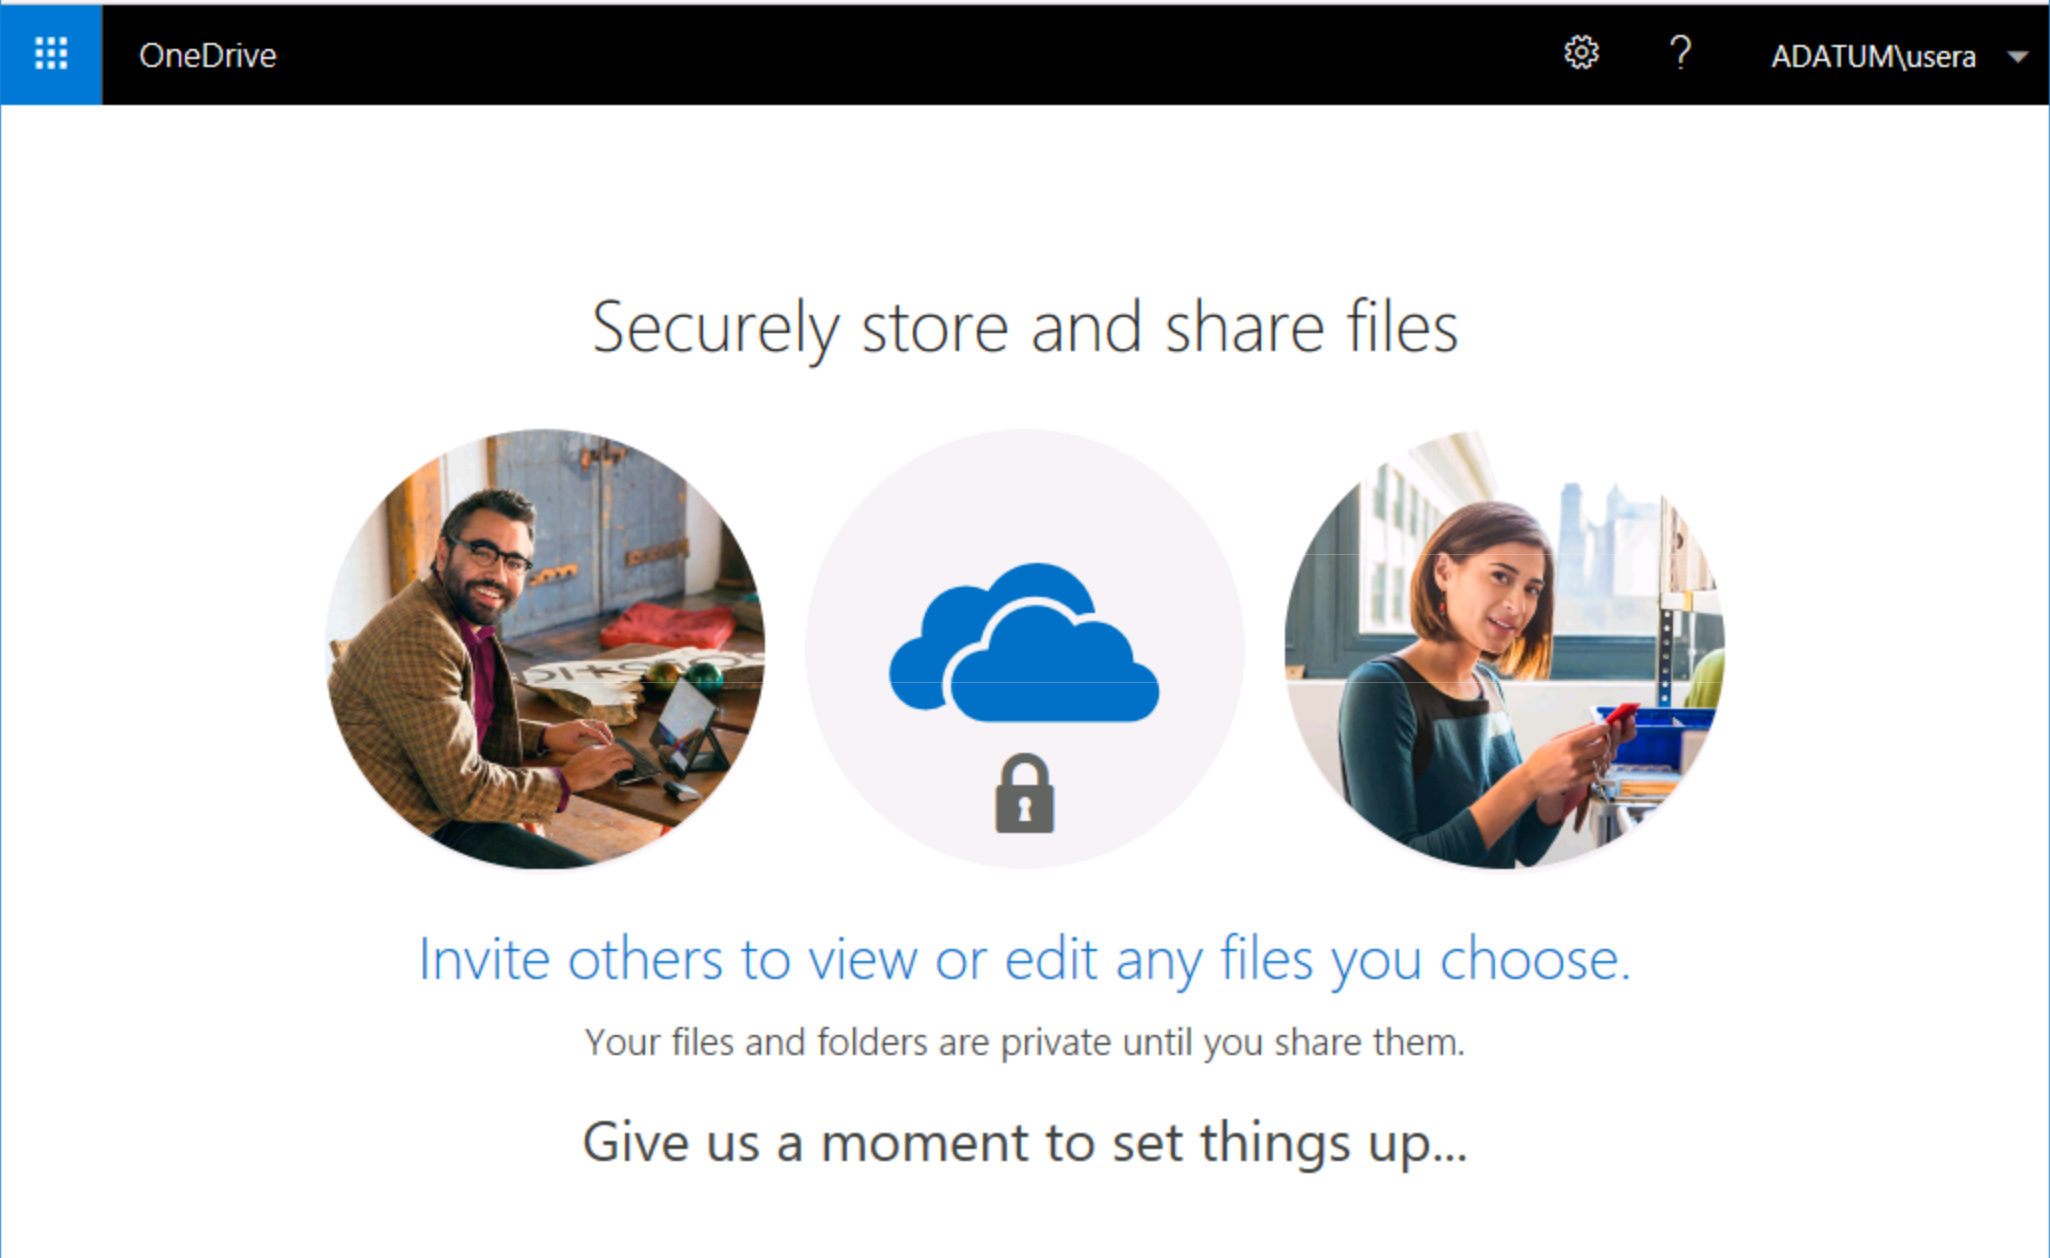 OneDrive
? ADATUM\usera
Securely store and share files
Invite others to view or edit any files you choose.
Your files and folders are private until you share them.
Give us a moment to set things up...